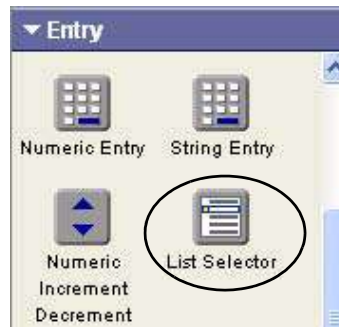 Entry
Numeric Entry
String Entry
Numeric
Increment
Decrement
List Selector